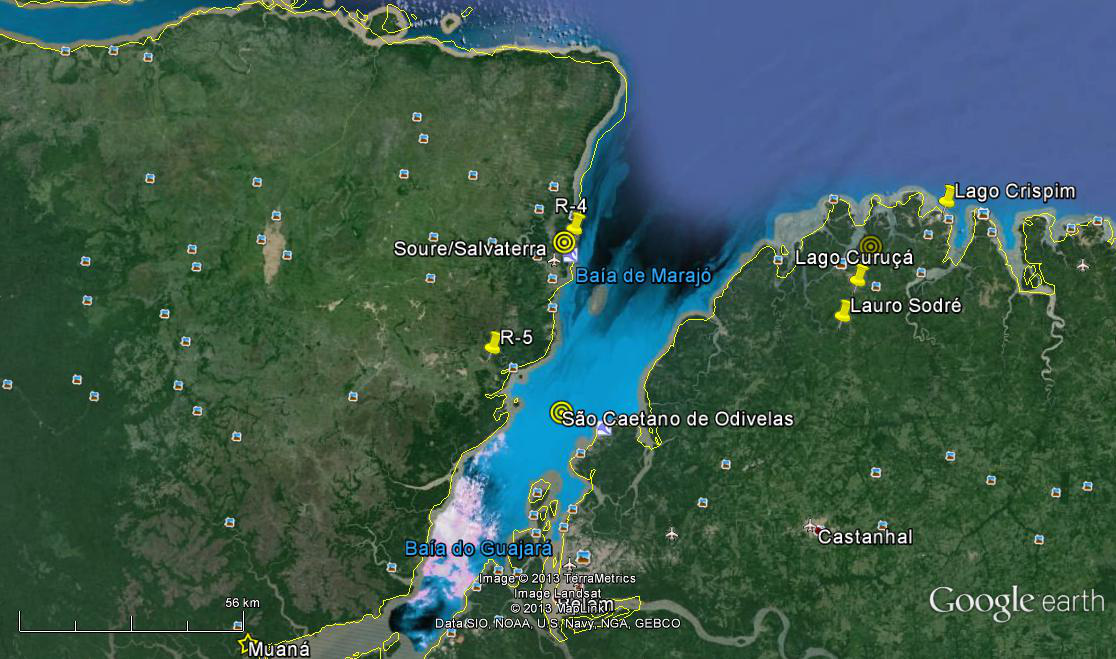 Lago Crispim
R-4
Soure/Salvaterra
Lago Curuçá
Baía de Marajó
Lauro Sodré
R-5
São Caetano de Odivelas
Castanhal
Baía do Guajará
Image © 2013 TerraMetrics
Image Landsat
© 2013 MapLink
Belam
Data SIO, NOAA, U.S. Navy, NGA, GEBCO
56 km
Google earth
Muaná